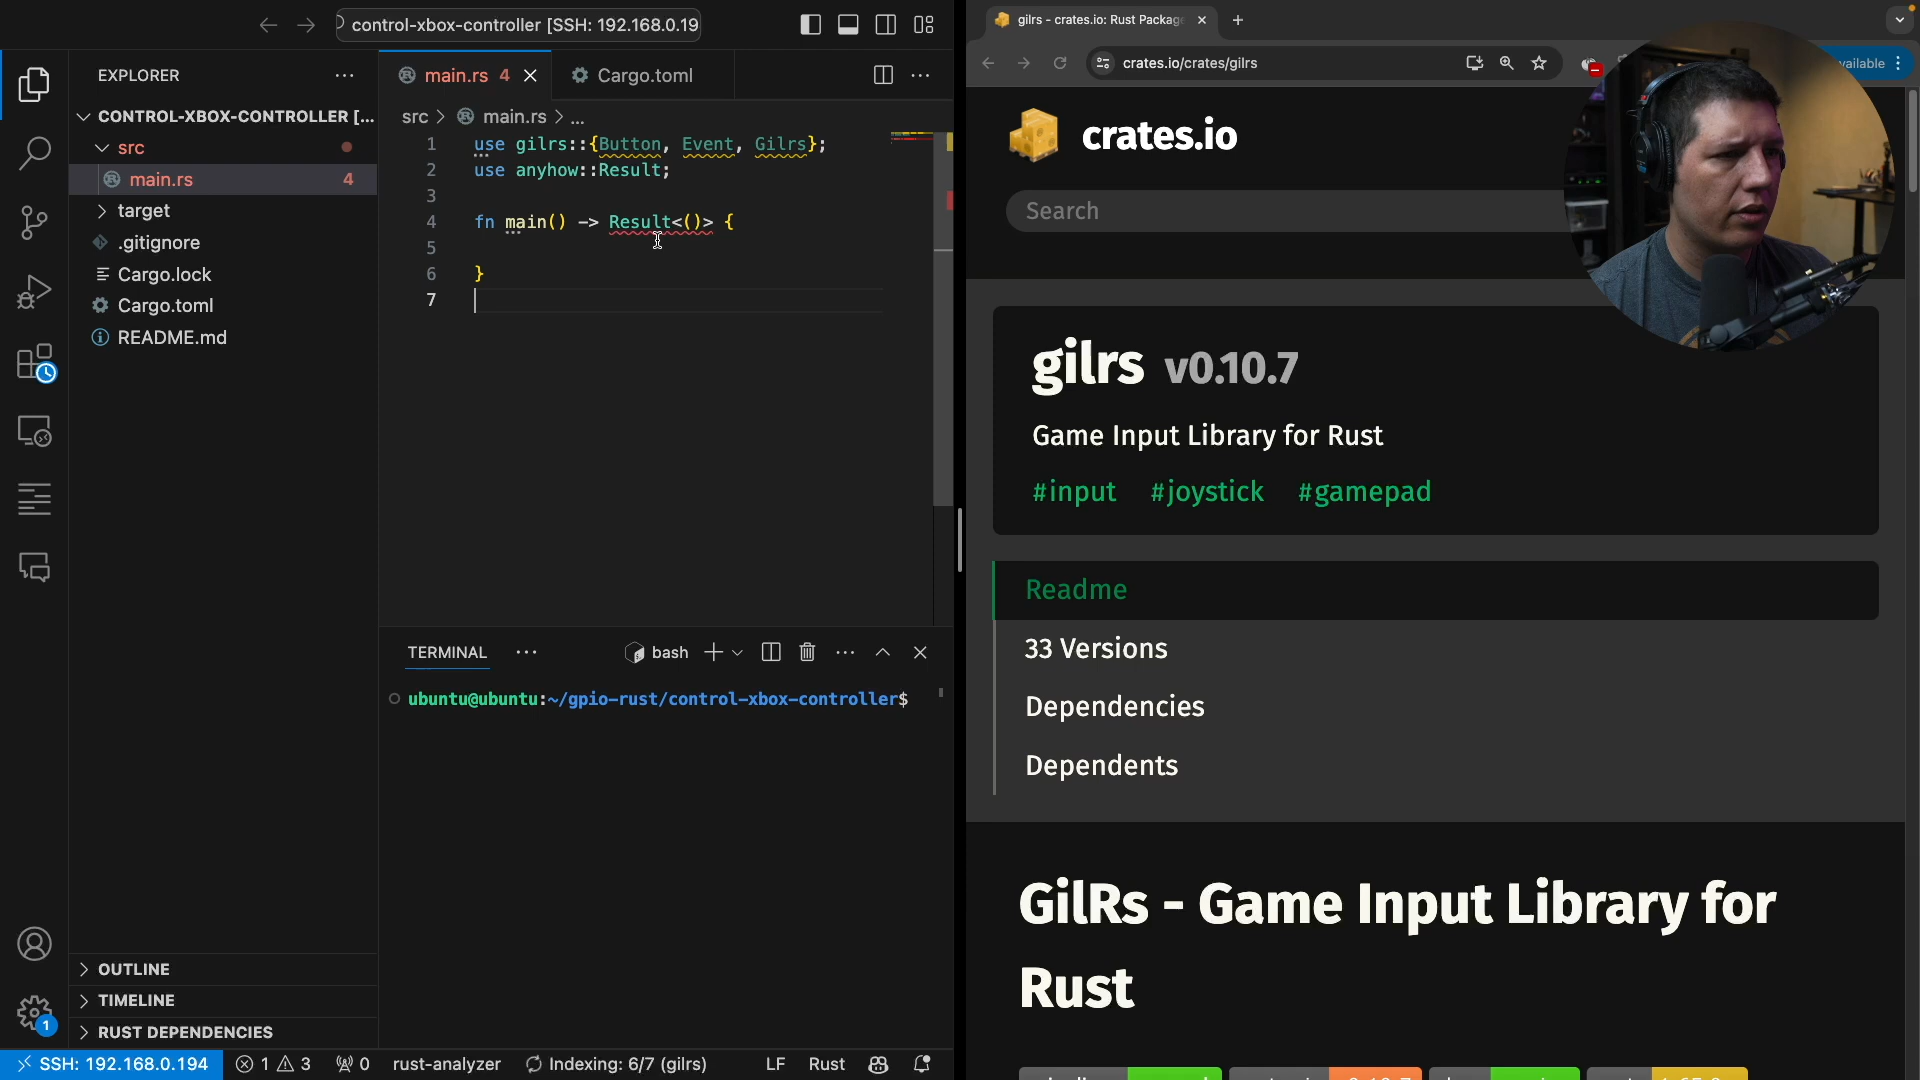 control-xbox-controller [SSH: 192.168.0.19
EXPLORER
CONTROL-XBOX-CONTROLLER [...
src
main.rs 4
target
.gitignore
Cargo.lock
Cargo.toml
README.md
OUTLINE
TIMELINE
RUST DEPENDENCIES
main.rs 4
Cargo.toml
src > main.rs > ...
1 use gilrs::{Button, Event, Gilrs};
2 use anyhow::Result;
3
4 fn main() -> Result<()> {
5
6 }
7
TERMINAL
bash
ubuntu@ubuntu:~/gpio-rust/control-xbox-controller$
1
SSH: 192.168.0.194
1 3
0
rust-analyzer
Indexing: 6/7 (gilrs)
LF
Rust
gilrs - crates.io: Rust Package
crates.io/crates/gilrs
crates.io
Search
gilrs v0.10.7
Game Input Library for Rust
#input #joystick #gamepad
Readme
33 Versions
Dependencies
Dependents
GilRs - Game Input Library for
Rust